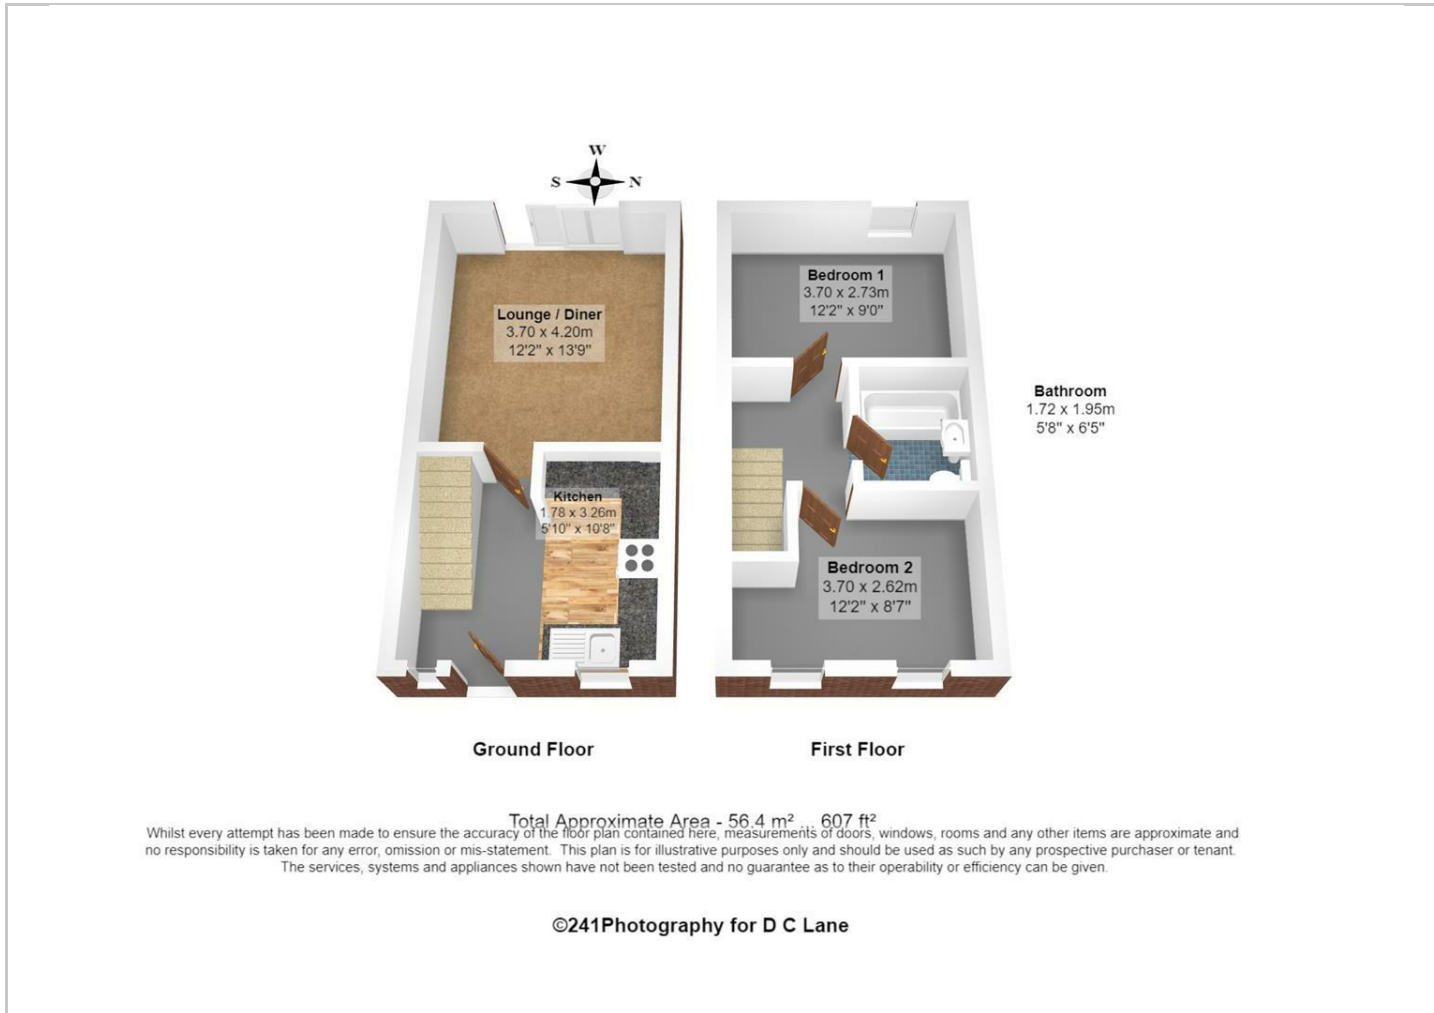 W
S N
Lounge / Diner
3.70 x 4.20m
12'2" x 13'9"
Kitchen
1.78 x 3.26m
5'10" x 10'8"
Bedroom 1
3.70 x 2.73m
12'2" x 9'0"
Bathroom
1.72 x 1.95m
5'8" x 6'5"
Bedroom 2
3.70 x 2.62m
12'2" x 8'7"
Ground Floor
First Floor
Total Approximate Area - 56.4 m² ... 607 ft²
Whilst every attempt has been made to ensure the accuracy of the floor plan contained here, measurements of doors, windows, rooms and any other items are approximate and
no responsibility is taken for any error, omission or mis-statement. This plan is for illustrative purposes only and should be used as such by any prospective purchaser or tenant.
The services, systems and appliances shown have not been tested and no guarantee as to their operability or efficiency can be given.
©241Photography for D C Lane